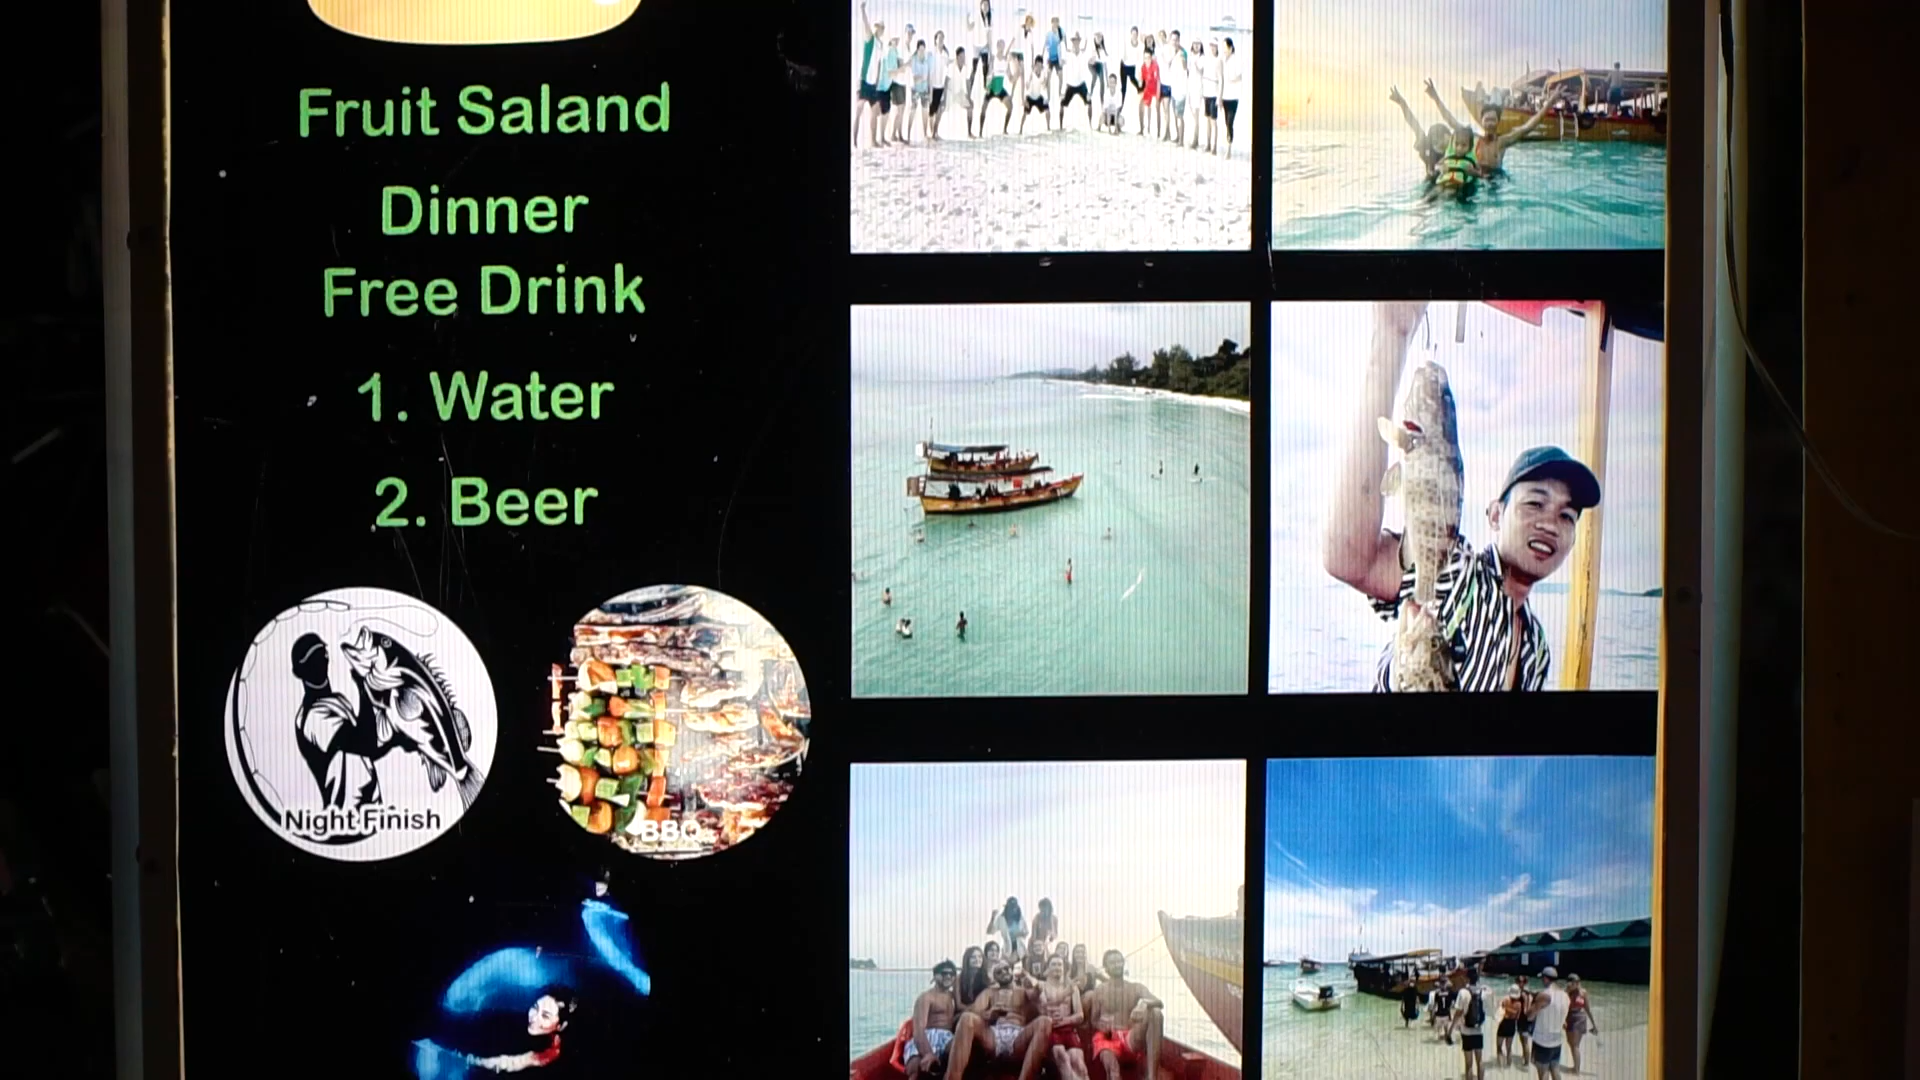 Fruit Saland
Dinner
Free Drink
1. Water
2. Beer
Night Finish
BBQ